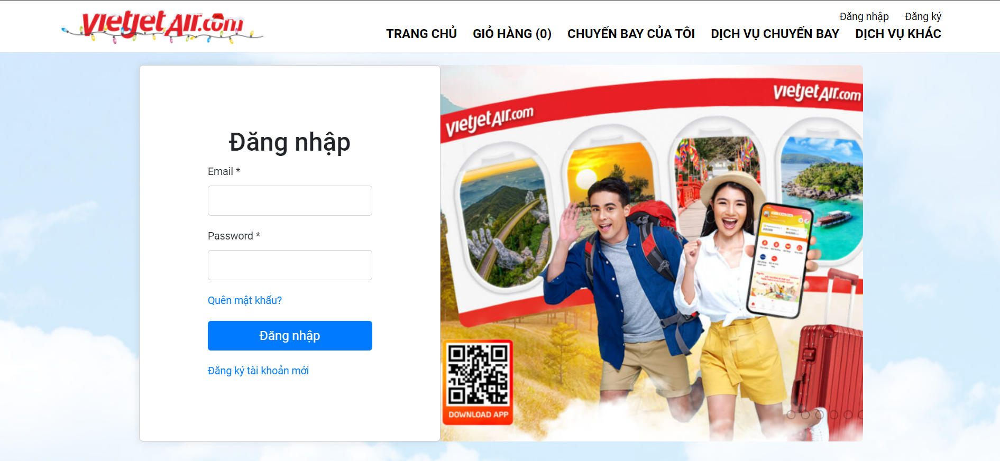 vietjetAir.com
Đăng nhập Đăng ký
TRANG CHỦ GIỎ HÀNG (0) CHUYẾN BAY CỦA TÔI DỊCH VỤ CHUYẾN BAY DỊCH VỤ KHÁC
Đăng nhập
Email *
Password *
Quên mật khẩu?
Đăng nhập
Đăng ký tài khoản mới
vietjetAir.com
vietjetAir.com
DOWNLOAD APP